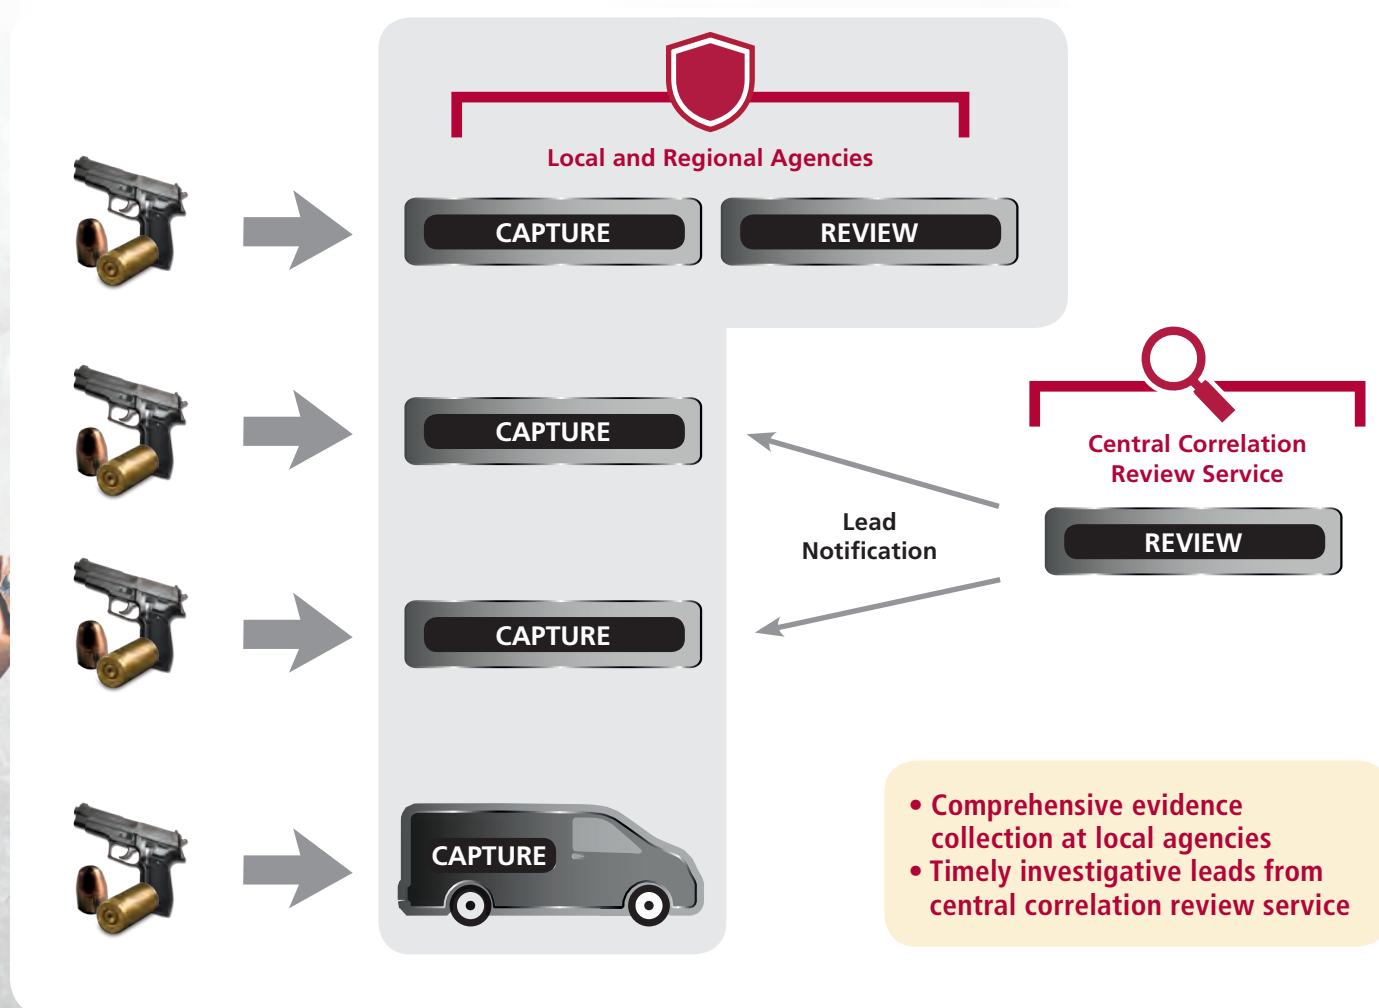 Local and Regional Agencies
CAPTURE
REVIEW
CAPTURE
Central Correlation
Review Service
Lead
Notification
REVIEW
CAPTURE
CAPTURE
• Comprehensive evidence
collection at local agencies
• Timely investigative leads from
central correlation review service